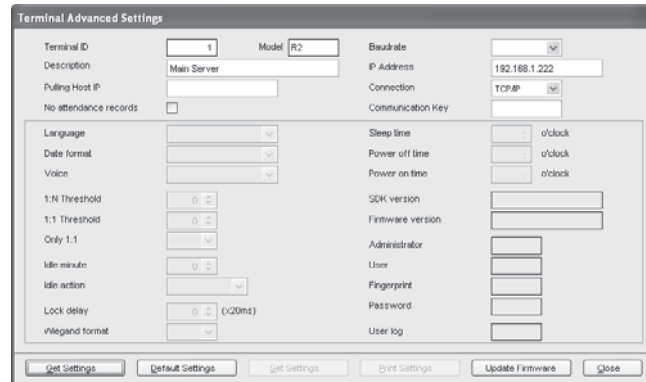 Terminal Advanced Settings
Terminal ID 1 Model R2 Baudrate
Description Main Server IP Address 192.168.1.222
Pulling Host IP Connection TCP/IP
No attendance records Communication Key
Language Sleep time : o'clock
Date format Power off time : o'clock
Voice Power on time : o'clock
1:N Threshold 0 SDK version
1:1 Threshold 0 Firmware version
Only 1:1 Administrator
Idle minute 0 User
Idle action Fingerprint
Lock delay 0 (x20ms) Password
Wiegand format User log
Get Settings Default Settings Set Settings Print Settings Update Firmware Close